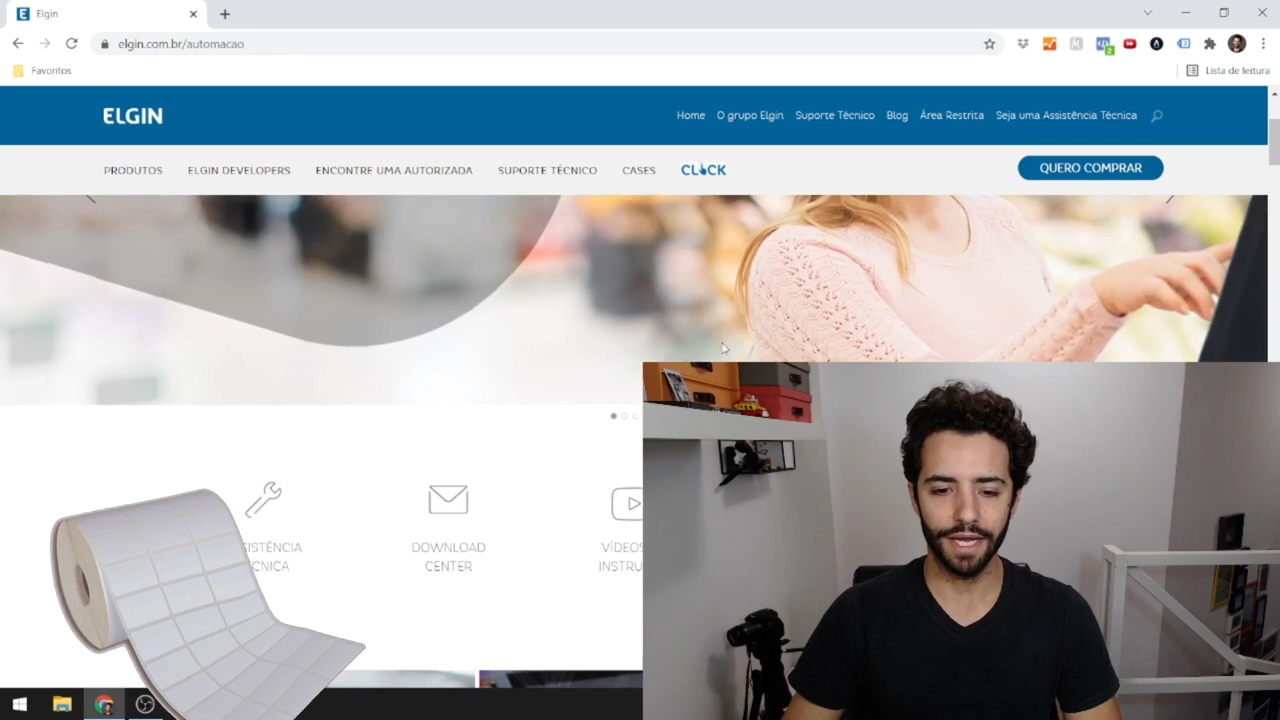 Elgin
elgin.com.br/automacao
2
Favoritos
Lista de leitura
ELGIN
Home
O grupo Elgin
Suporte Técnico
Blog
Área Restrita
Seja uma Assistência Técnica
PRODUTOS
ELGIN DEVELOPERS
ENCONTRE UMA AUTORIZADA
SUPORTE TÉCNICO
CASES
CLICK
QUERO COMPRAR
DOWNLOAD
CENTER